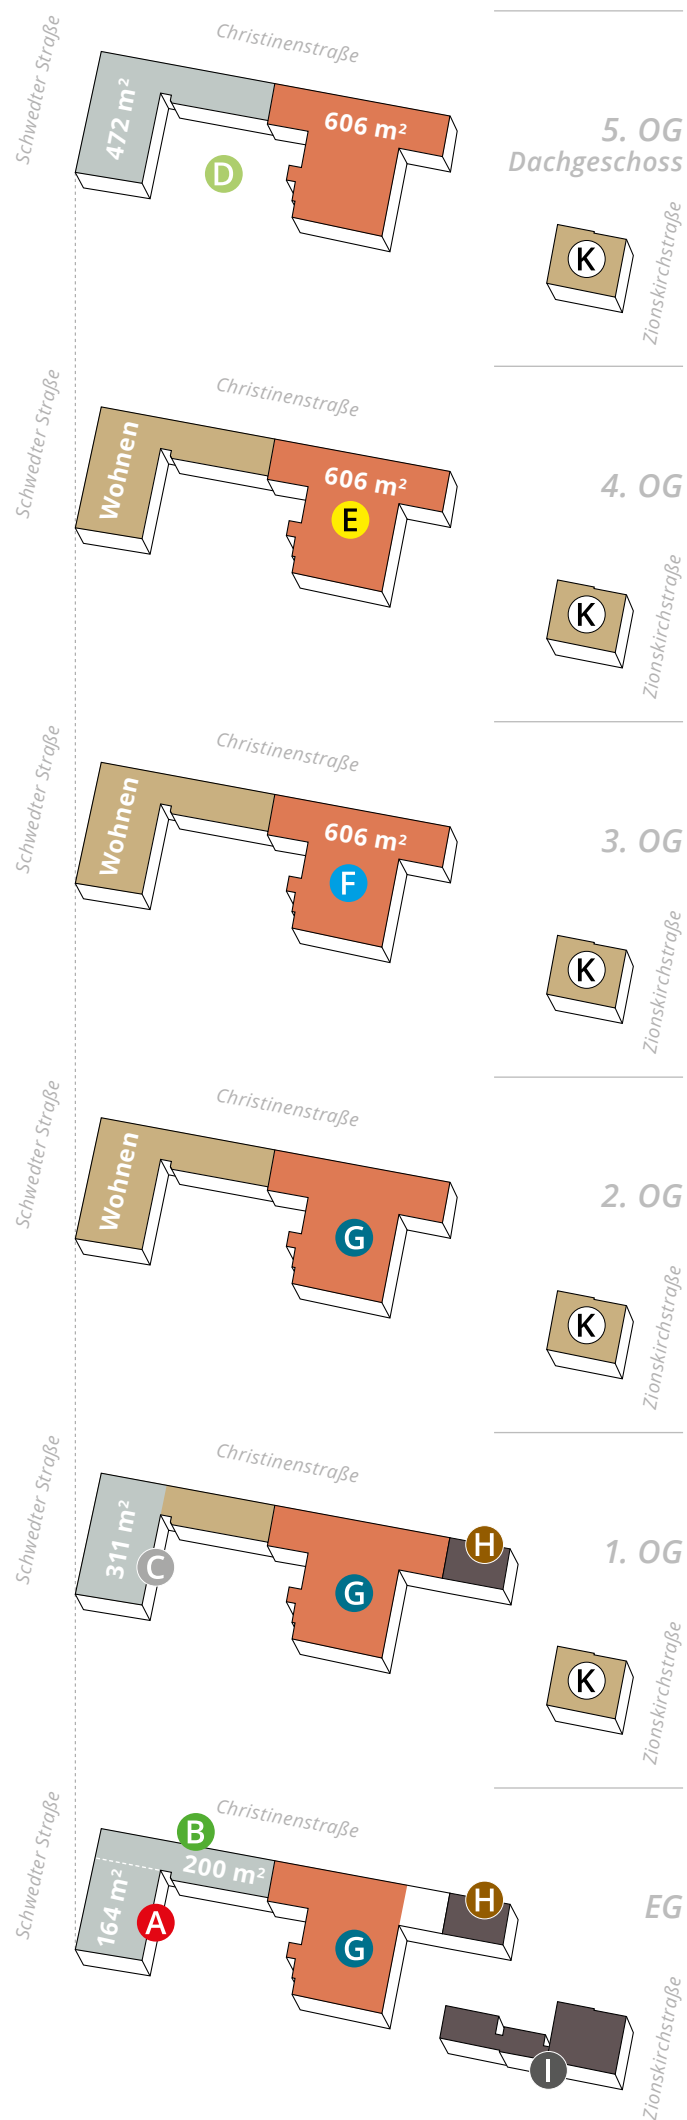 Christinenstraße
Schwedter Straße
472 m²
606 m²
5. OG
Dachgeschoss
D
Zionskirchstraße
K
Christinenstraße
Schwedter Straße
Wohnen
606 m²
4. OG
E
Zionskirchstraße
K
Christinenstraße
Schwedter Straße
Wohnen
606 m²
3. OG
F
Zionskirchstraße
K
Christinenstraße
Schwedter Straße
Wohnen
2. OG
G
Zionskirchstraße
K
Christinenstraße
Schwedter Straße
311 m²
C
H
1. OG
G
Zionskirchstraße
K
Christinenstraße
Schwedter Straße
B
200 m²
164 m²
A
H
EG
G
Zionskirchstraße
I